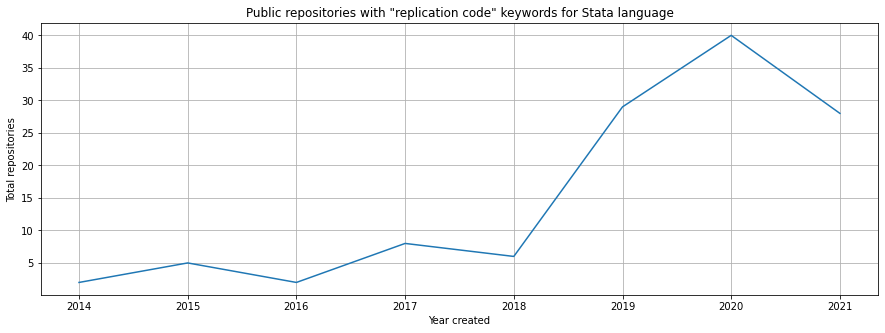 Public repositories with "replication code" keywords for Stata language
Total repositories
40
35
30
25
20
15
10
5
2014 2015 2016 2017 2018 2019 2020 2021
Year created